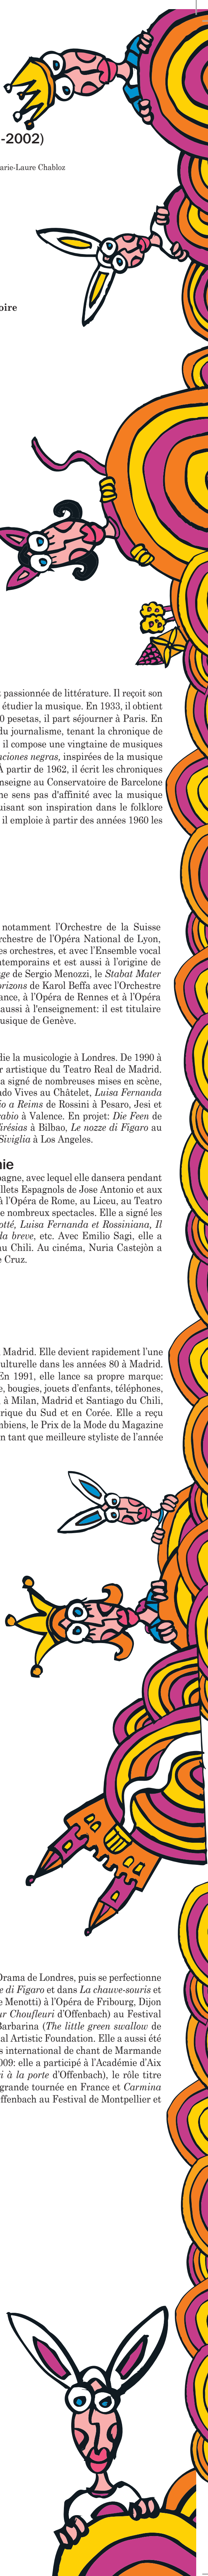 -2002)
arie-Laure Chabloz
oire
passionnée de littérature. Il reçoit son
étudier la musique. En 1933, il obtient
0 pesetas, il part séjourner à Paris. En
du journalisme, tenant la chronique de
il compose une vingtaine de musiques
nciones negras, inspirées de la musique
À partir de 1962, il écrit les chroniques
enseigne au Conservatoire de Barcelone
me mps pas d'affinité avec la musique
uisant son inspiration dans le folklore
il emploie à partir des années 1960 les
notamment l'Orchestre de la Suisse
rchestre de l'Opéra National de Lyon,
es orchestres, et avec l'Ensemble vocal
temporaine, et est aussi à l'origine de
ge de Sergio Menozzi, le Stabat Mater
orizons de Karol Beffa avec l'Orchestre
ance, à l'Opéra de Rennes et à l'Opéra
aussi à l'enseignement: il est titulaire
usique de Genève.
die la musicologie à Londres. De 1990 à
r artistique du Teatro Real de Madrid.
a signé de nombreuses mises en scène,
do Vives au Châtelet, Luisa Fernanda
io a Reims de Rossini à Pesaro, Jesi et
rabio à Valence. En projet: Die Feen de
irésias à Bilbao, Le nozze di Figaro au
Siviglia à Los Angeles.
nie
pagne, avec lequel elle dansera pendant
llets Espagnols de Jose Antonio et aux
à l'Opéra de Rome, au Liceu, au Teatro
e nombreux spectacles. Elle a signé les
otté, Luisa Fernanda et Rossiniana, Il
da breve, etc. Avec Emilio Sagi, elle a
au Chili. Au cinéma, Nuria Castejòn a
e Cruz.
Madrid. Elle devient rapidement l'une
ulturelle dans les années 80 à Madrid.
En 1991, elle lance sa propre marque:
e, bougies, jouets d'enfants, téléphones,
à Milan, Madrid et Santiago du Chili,
rique du Sud et en Corée. Elle a reçu
mbiens, le Prix de la Mode du Magazine
n tant que meilleure styliste de l'année
Drama de Londres, puis se perfectionne
e di Figaro et dans La chauve-souris et
e Menotti) à l'Opéra de Fribourg, Dijon
ur Choufleuri d'Offenbach) au Festival
Barbarina (The little green swallow de
al Artistic Foundation. Elle a aussi été
s international de chant de Marmande
009: elle a participé à l'Académie d'Aix
ri à la porte d'Offenbach), le rôle titre
grande tournée en France et Carmina
ffenbach au Festival de Montpellier et